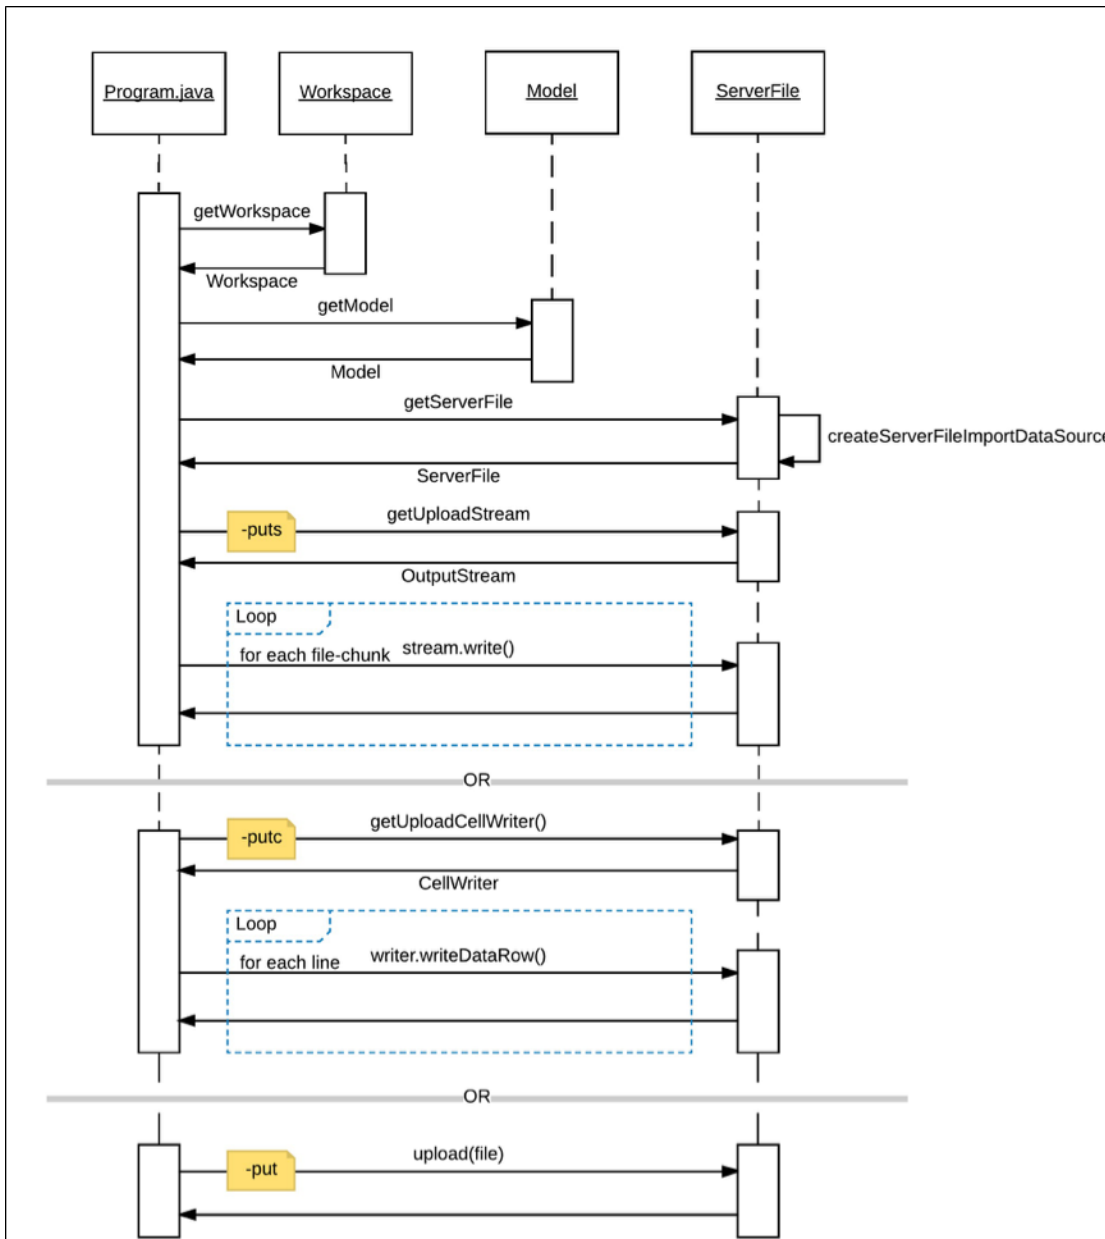 Program.java
Workspace
Model
ServerFile
getWorkspace
Workspace
getModel
Model
getServerFile
createServerFileImportDataSource
ServerFile
-puts
getUploadStream
OutputStream
Loop
for each file-chunk
stream.write()
OR
-putc
getUploadCellWriter()
CellWriter
Loop
for each line
writer.writeDataRow()
OR
-put
upload(file)